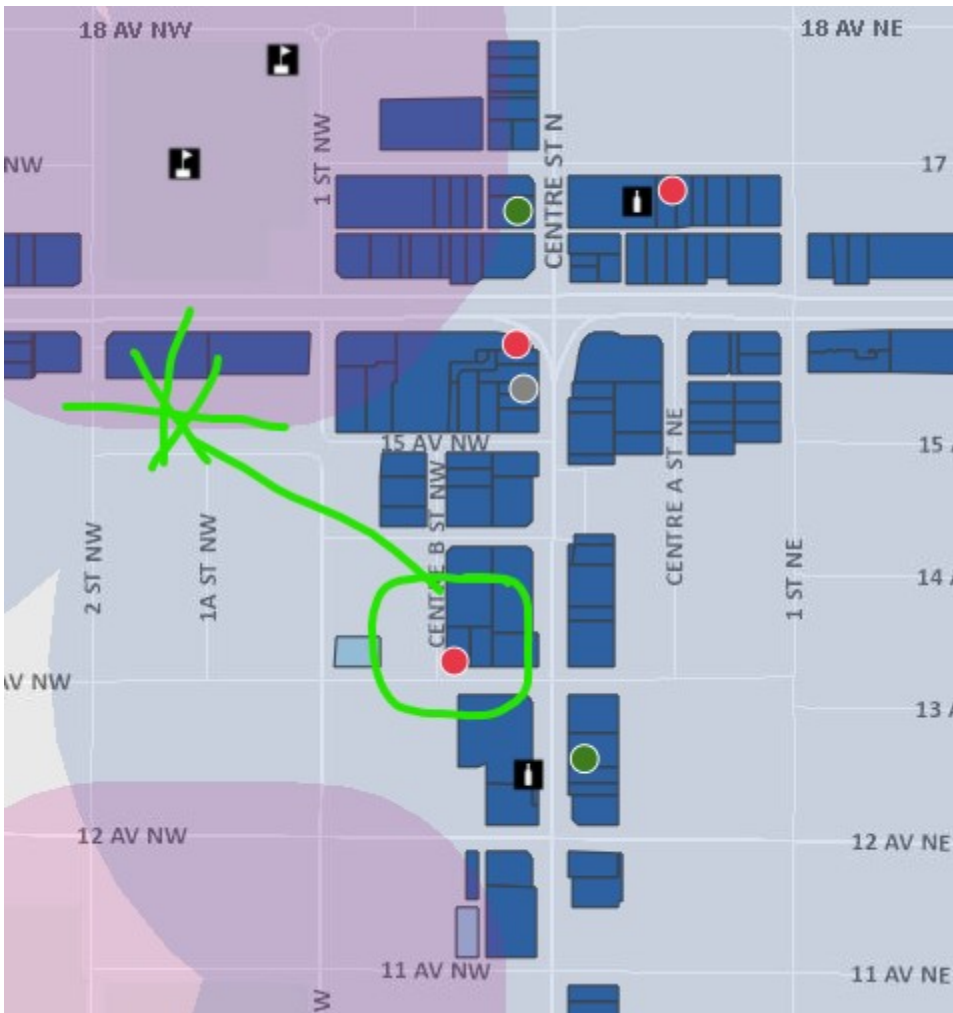 18 AV NW
18 AV NE
1 ST NW
CENTRE ST N
NW
17
15 AV NW
15
CENTRE B ST NW
CENTRE A ST NE
2 ST NW
1A ST NW
1 ST NE
14
AV NW
13
12 AV NW
12 AV NE
11 AV NW
11 AV NE
W